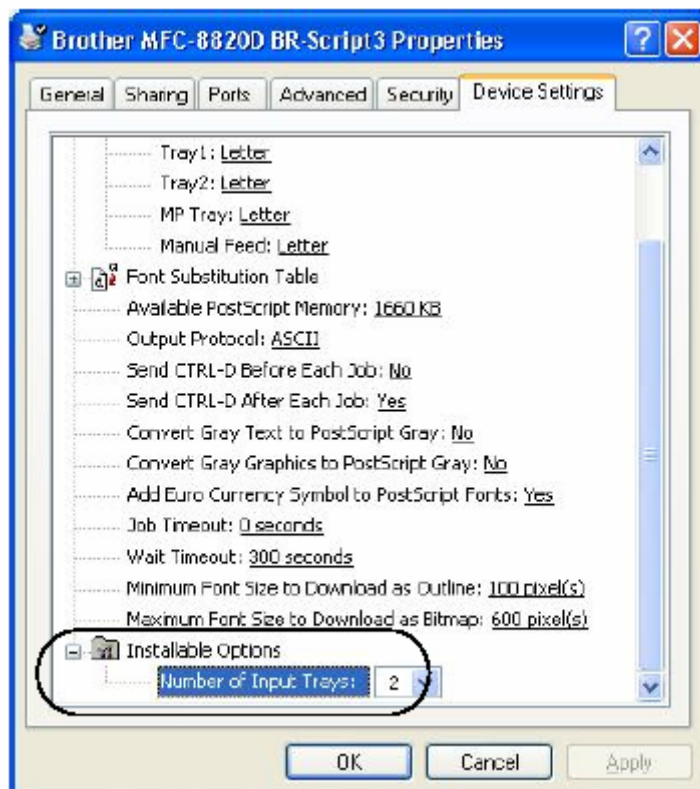 Brother MFC-8820D BR-Script3 Properties
General Sharing Ports Advanced Security Device Settings
Tray1: Letter
Tray2: Letter
MP Tray: Letter
Manual Feed: Letter
Font Substitution Table
Available PostScript Memory: 1660 KB
Output Protocol: ASCII
Send CTRL-D Before Each Job: No
Send CTRL-D After Each Job: Yes
Convert Gray Text to PostScript Gray: No
Convert Gray Graphics to PostScript Gray: No
Add Euro Currency Symbol to PostScript Fonts: Yes
Job Timeout: 0 seconds
Wait Timeout: 300 seconds
Minimum Font Size to Download as Outline: 100 pixel(s)
Maximum Font Size to Download as Bitmap: 600 pixel(s)
Installable Options
Number of Input Trays: 2
OK Cancel Apply